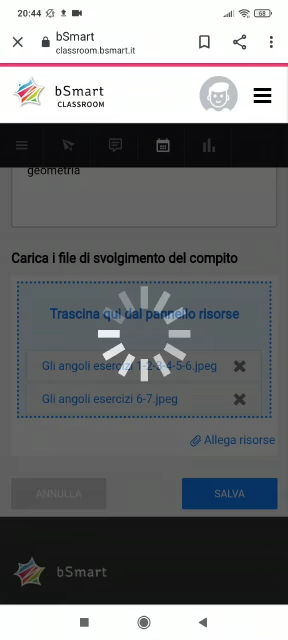 20:44
68
bSmart
classroom.bsmart.it
bSmart
CLASSROOM
geometria
Carica i file di svolgimento del compito
Trascina qui dal pannello risorse
Gli angoli esercizi 1-2-3-4-5-6.jpeg
Gli angoli esercizi 6-7.jpeg
Allega risorse
ANNULLA
SALVA
bSmart